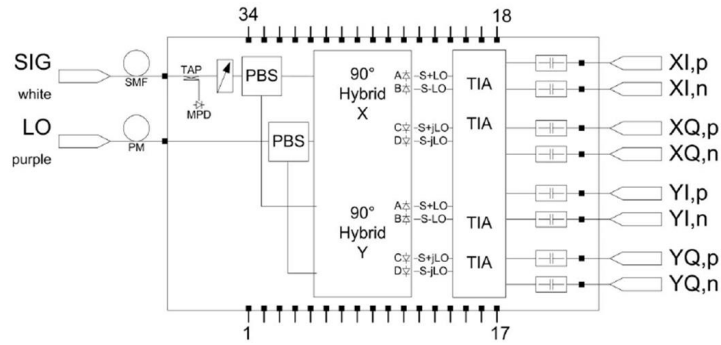 34 18
SIG
white
SMF
TAP
MPD
PBS
LO
purple
PM
PBS
90°
Hybrid
X
A S+LO
B S-LO
C S+jLO
D S-jLO
90°
Hybrid
Y
A S+LO
B S-LO
C S+jLO
D S-jLO
TIA
TIA
TIA
TIA
XI,p
XI,n
XQ,p
XQ,n
YI,p
YI,n
YQ,p
YQ,n
1 17